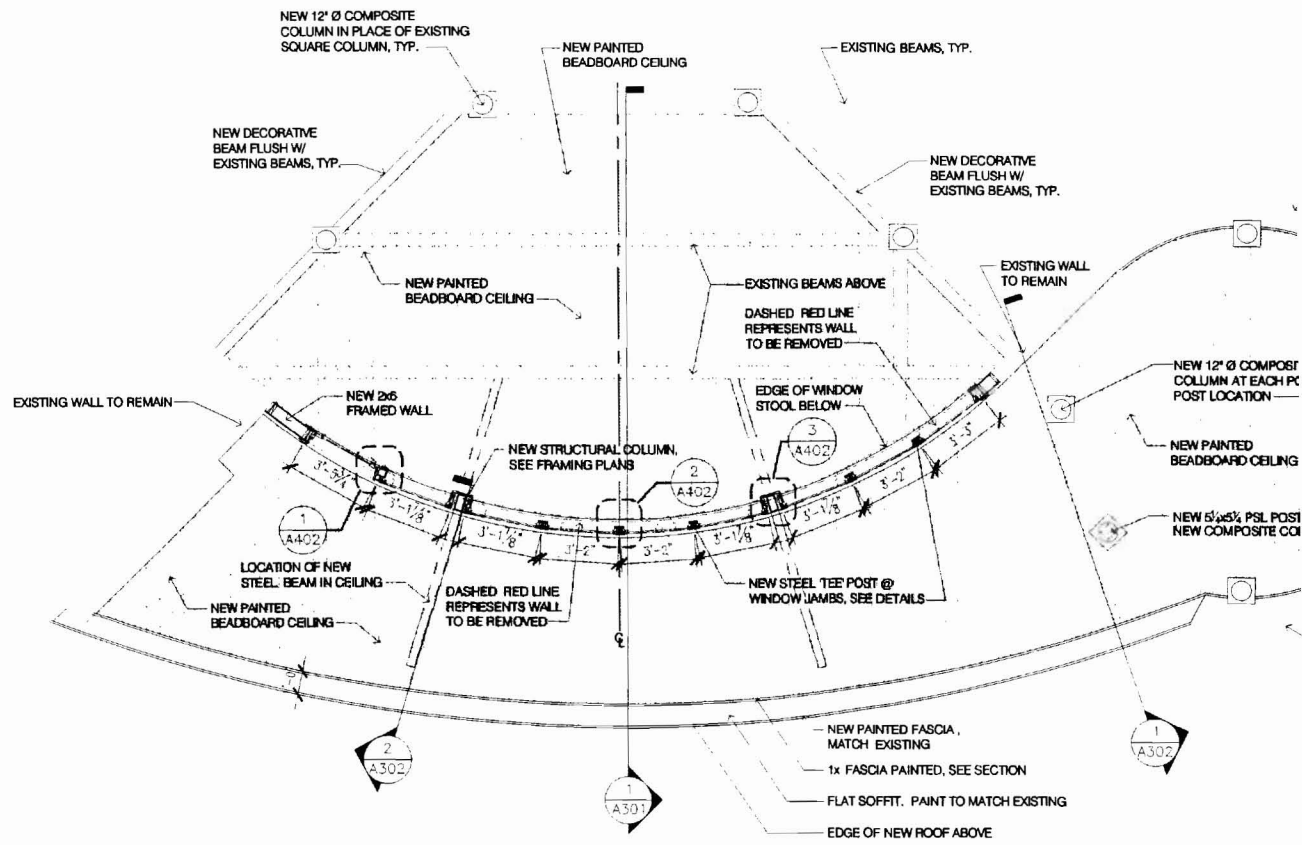 NEW 12" Ø COMPOSITE
COLUMN IN PLACE OF EXISTING
SQUARE COLUMN, TYP.
NEW PAINTED
BEADBOARD CEILING
EXISTING BEAMS, TYP.
NEW DECORATIVE
BEAM FLUSH W/
EXISTING BEAMS, TYP.
NEW DECORATIVE
BEAM FLUSH W/
EXISTING BEAMS, TYP.
NEW PAINTED
BEADBOARD CEILING
EXISTING BEAMS ABOVE
EXISTING WALL
TO REMAIN
DASHED RED LINE
REPRESENTS WALL
TO BE REMOVED
NEW 12" Ø COMPOSIT
COLUMN AT EACH PO
POST LOCATION
EXISTING WALL TO REMAIN
NEW 2x6
FRAMED WALL
EDGE OF WINDOW
STOOL BELOW
NEW STRUCTURAL COLUMN,
SEE FRAMING PLANS
3
A402
2
A402
NEW PAINTED
BEADBOARD CEILING
1
A402
3'-1⅛"
3'-1⅛"
3'-2"
3'-2"
3'-1⅛"
3'-1⅛"
3'-2"
3'-3"
NEW 5¼x5¼ PSL POST
NEW COMPOSITE CO
LOCATION OF NEW
STEEL BEAM IN CEILING
NEW PAINTED
BEADBOARD CEILING
DASHED RED LINE
REPRESENTS WALL
TO BE REMOVED
NEW STEEL 'TEE' POST @
WINDOW JAMBS, SEE DETAILS
NEW PAINTED FASCIA,
MATCH EXISTING
1x FASCIA PAINTED, SEE SECTION
FLAT SOFFIT. PAINT TO MATCH EXISTING
EDGE OF NEW ROOF ABOVE
2
A302
1
A301
1
A302